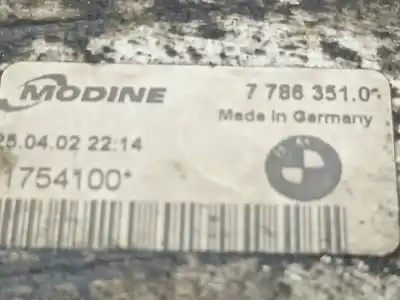 MODINE
7 786 351.0
Made in Germany
25.04.02 22:14
1754100*